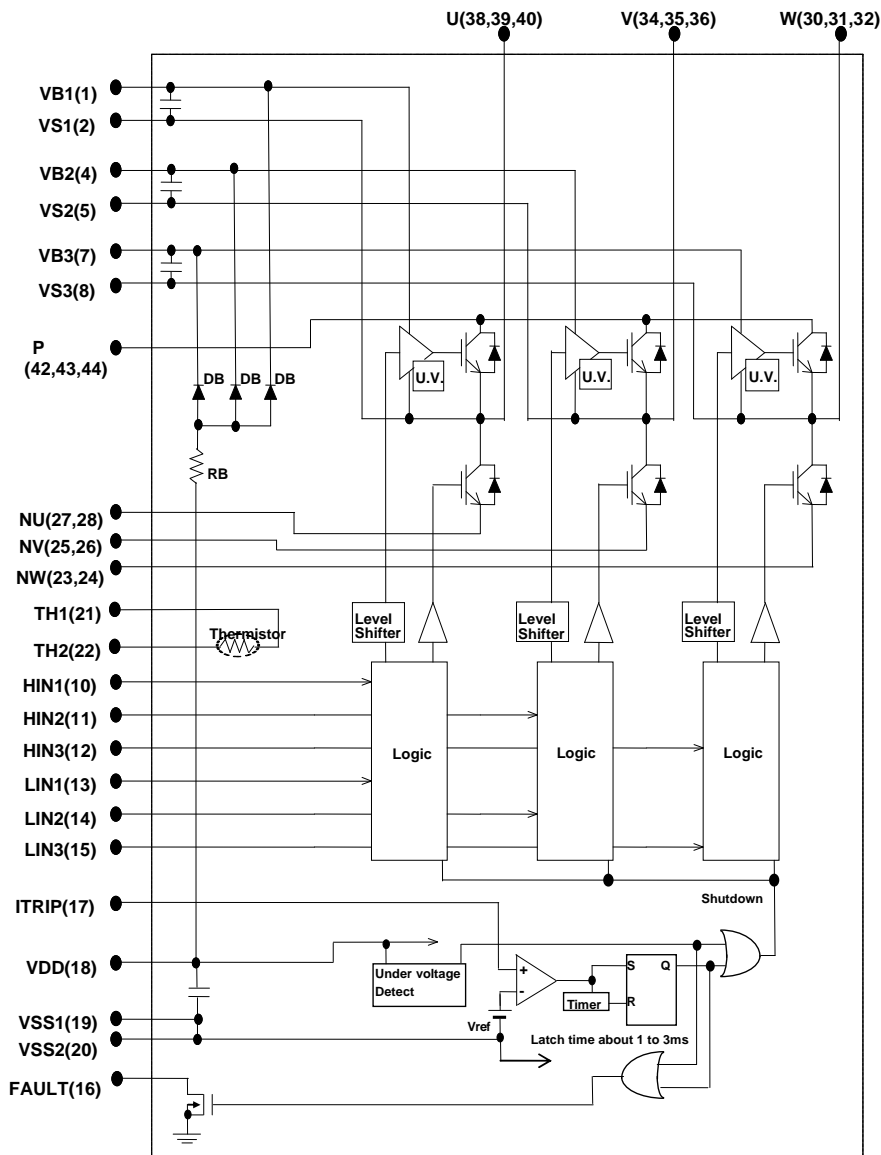 U(38,39,40) V(34,35,36) W(30,31,32)
VB1(1)
VS1(2)
VB2(4)
VS2(5)
VB3(7)
VS3(8)
P
(42,43,44)
U.V. U.V. U.V.
DB DB DB
RB
NU(27,28)
NV(25,26)
NW(23,24)
TH1(21)
Level
Shifter
Level
Shifter
Level
Shifter
Thermistor
TH2(22)
HIN1(10)
HIN2(11)
HIN3(12)
Logic Logic Logic
LIN1(13)
LIN2(14)
LIN3(15)
Shutdown
ITRIP(17)
VDD(18)
Under voltage
Detect
+
-
S Q
R
Timer
VSS1(19)
Vref
VSS2(20)
Latch time about 1 to 3ms
FAULT(16)